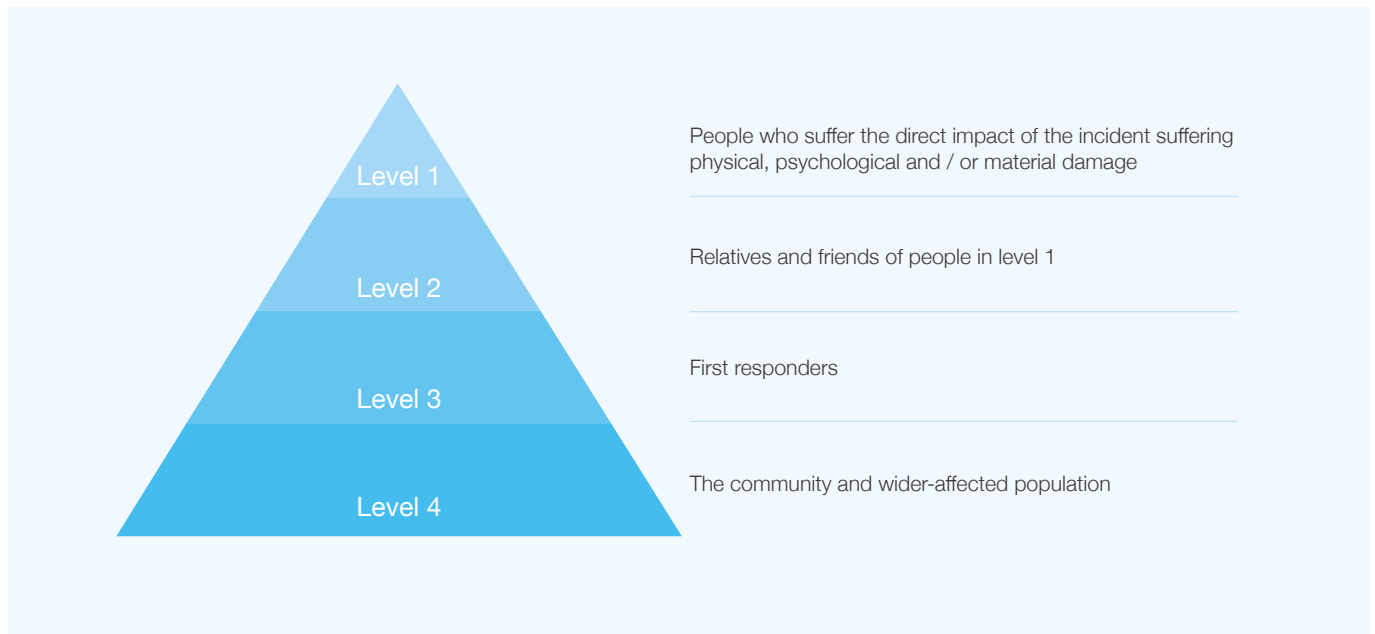 Level 1
People who suffer the direct impact of the incident suffering
physical, psychological and / or material damage
Level 2
Relatives and friends of people in level 1
Level 3
First responders
Level 4
The community and wider-affected population